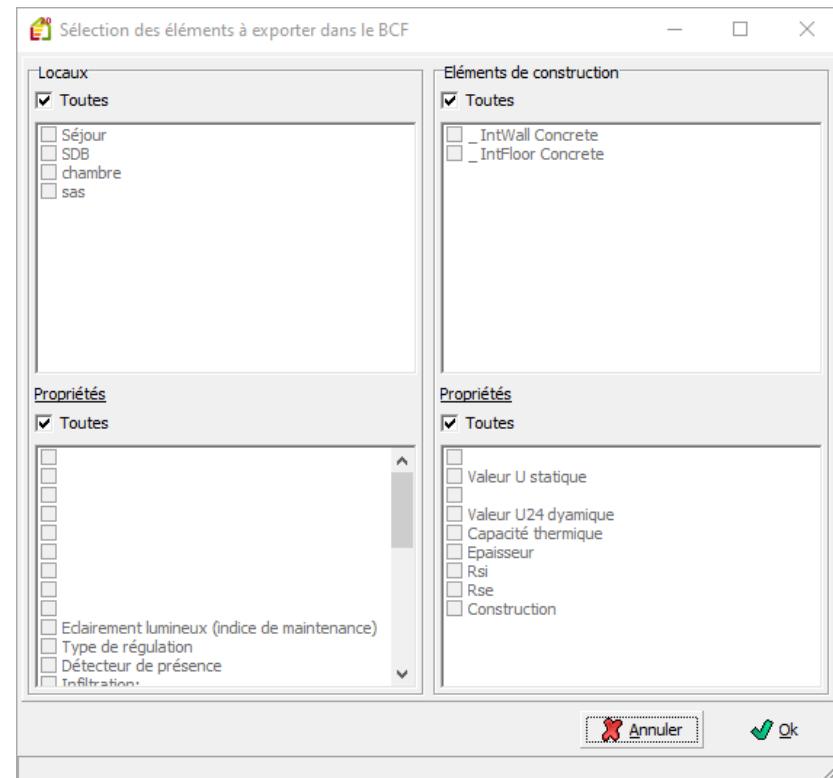 Sélection des éléments à exporter dans le BCF
Locaux
Toutes
Séjour
SDB
chambre
sas
Propriétés
Toutes
Eclairement lumineux (indice de maintenance)
Type de régulation
Détecteur de présence
Infiltration:
Eléments de construction
Toutes
_ IntWall Concrete
_ IntFloor Concrete
Propriétés
Toutes
Valeur U statique
Valeur U24 dyamique
Capacité thermique
Epaisseur
Rsi
Rse
Construction
Annuler
Ok